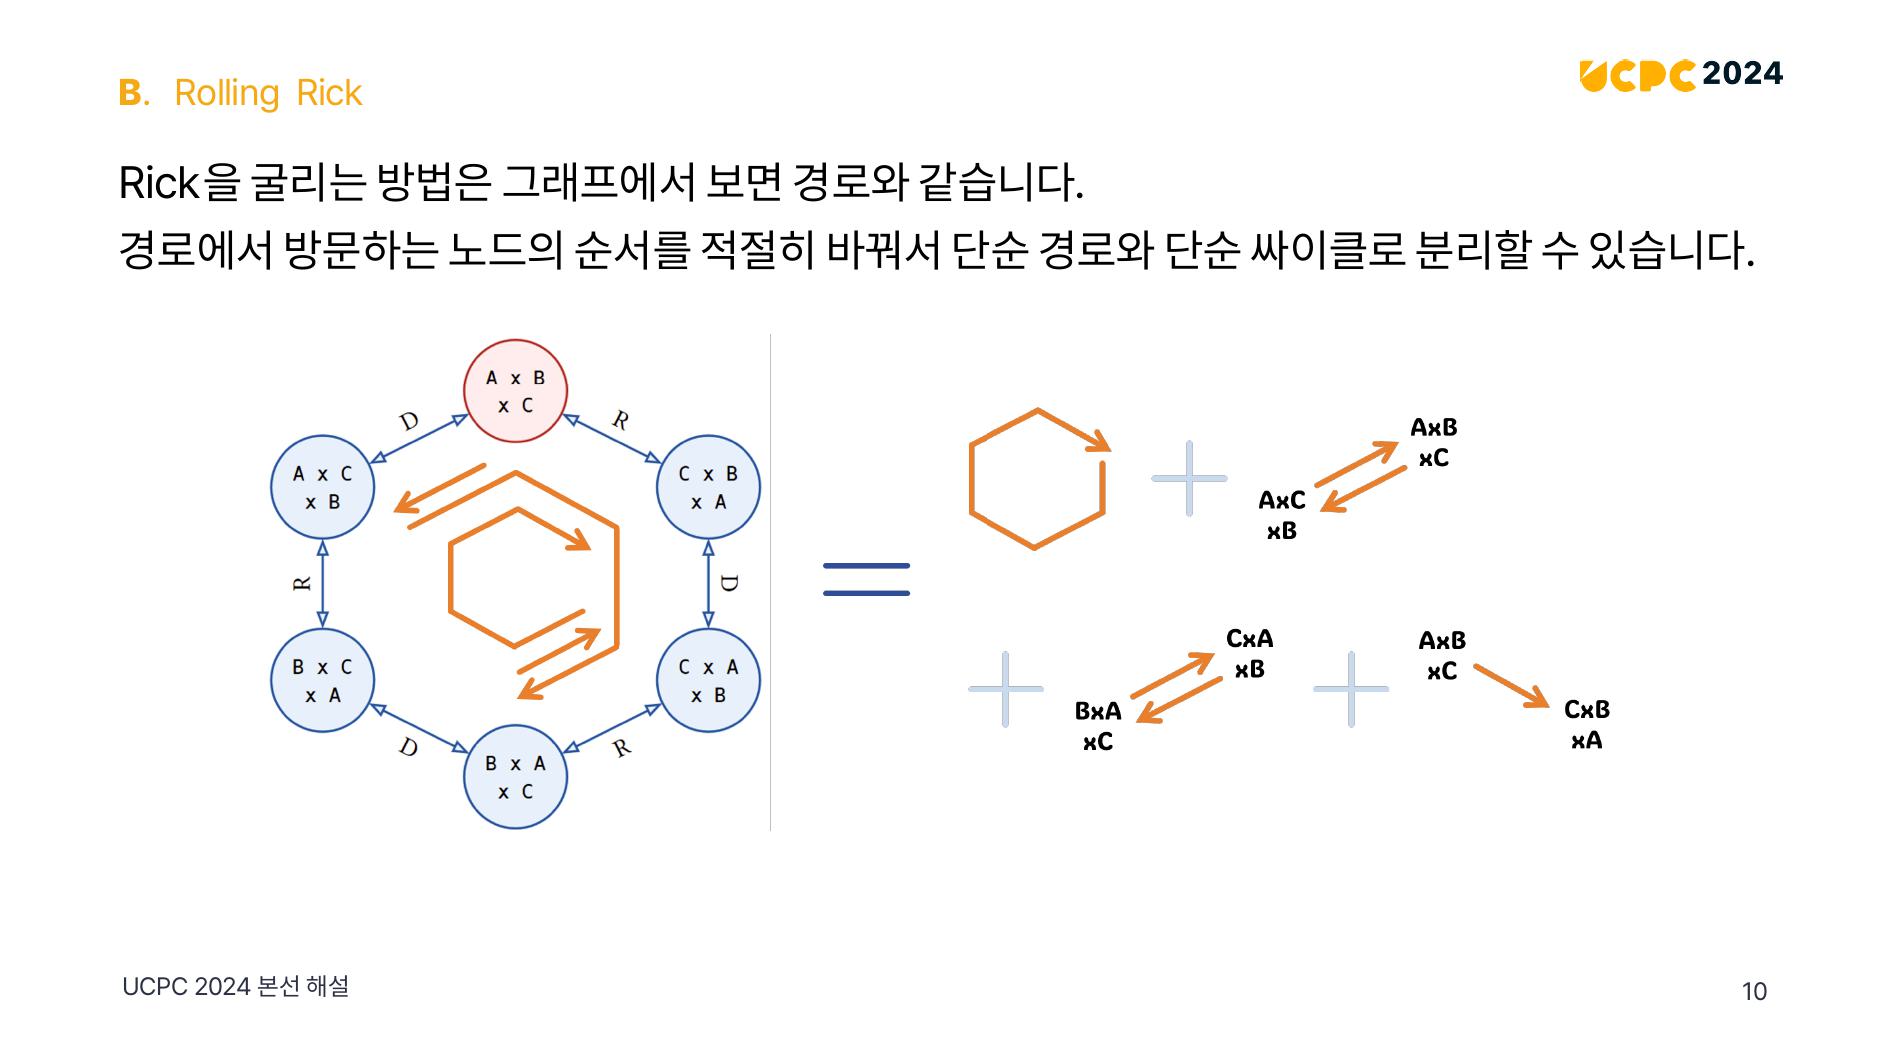 B. Rolling Rick
UCPC 2024
Rick을 굴리는 방법은 그래프에서 보면 경로와 같습니다.
경로에서 방문하는 노드의 순서를 적절히 바꿔서 단순 경로와 단순 싸이클로 분리할 수 있습니다.
A x B
x C
D
R
A x C
x B
C x B
x A
R
D
B x C
x A
C x A
x B
D
R
B x A
x C
AxB
xC
AxC
xB
CxA
xB
BxA
xC
AxB
xC
CxB
xA
UCPC 2024 본선 해설
10